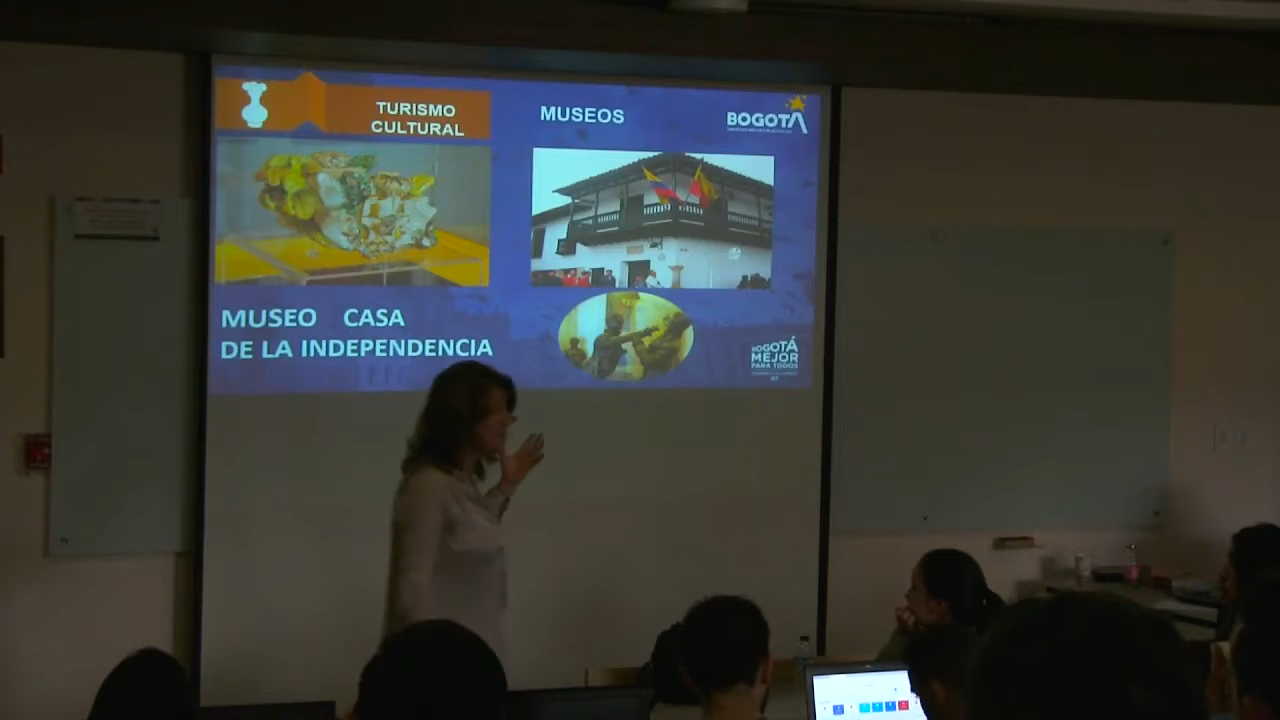 TURISMO
CULTURAL
MUSEOS
BOGOTA
MUSEO CASA
DE LA INDEPENDENCIA
BOGOTÁ
MEJOR
PARA TODOS